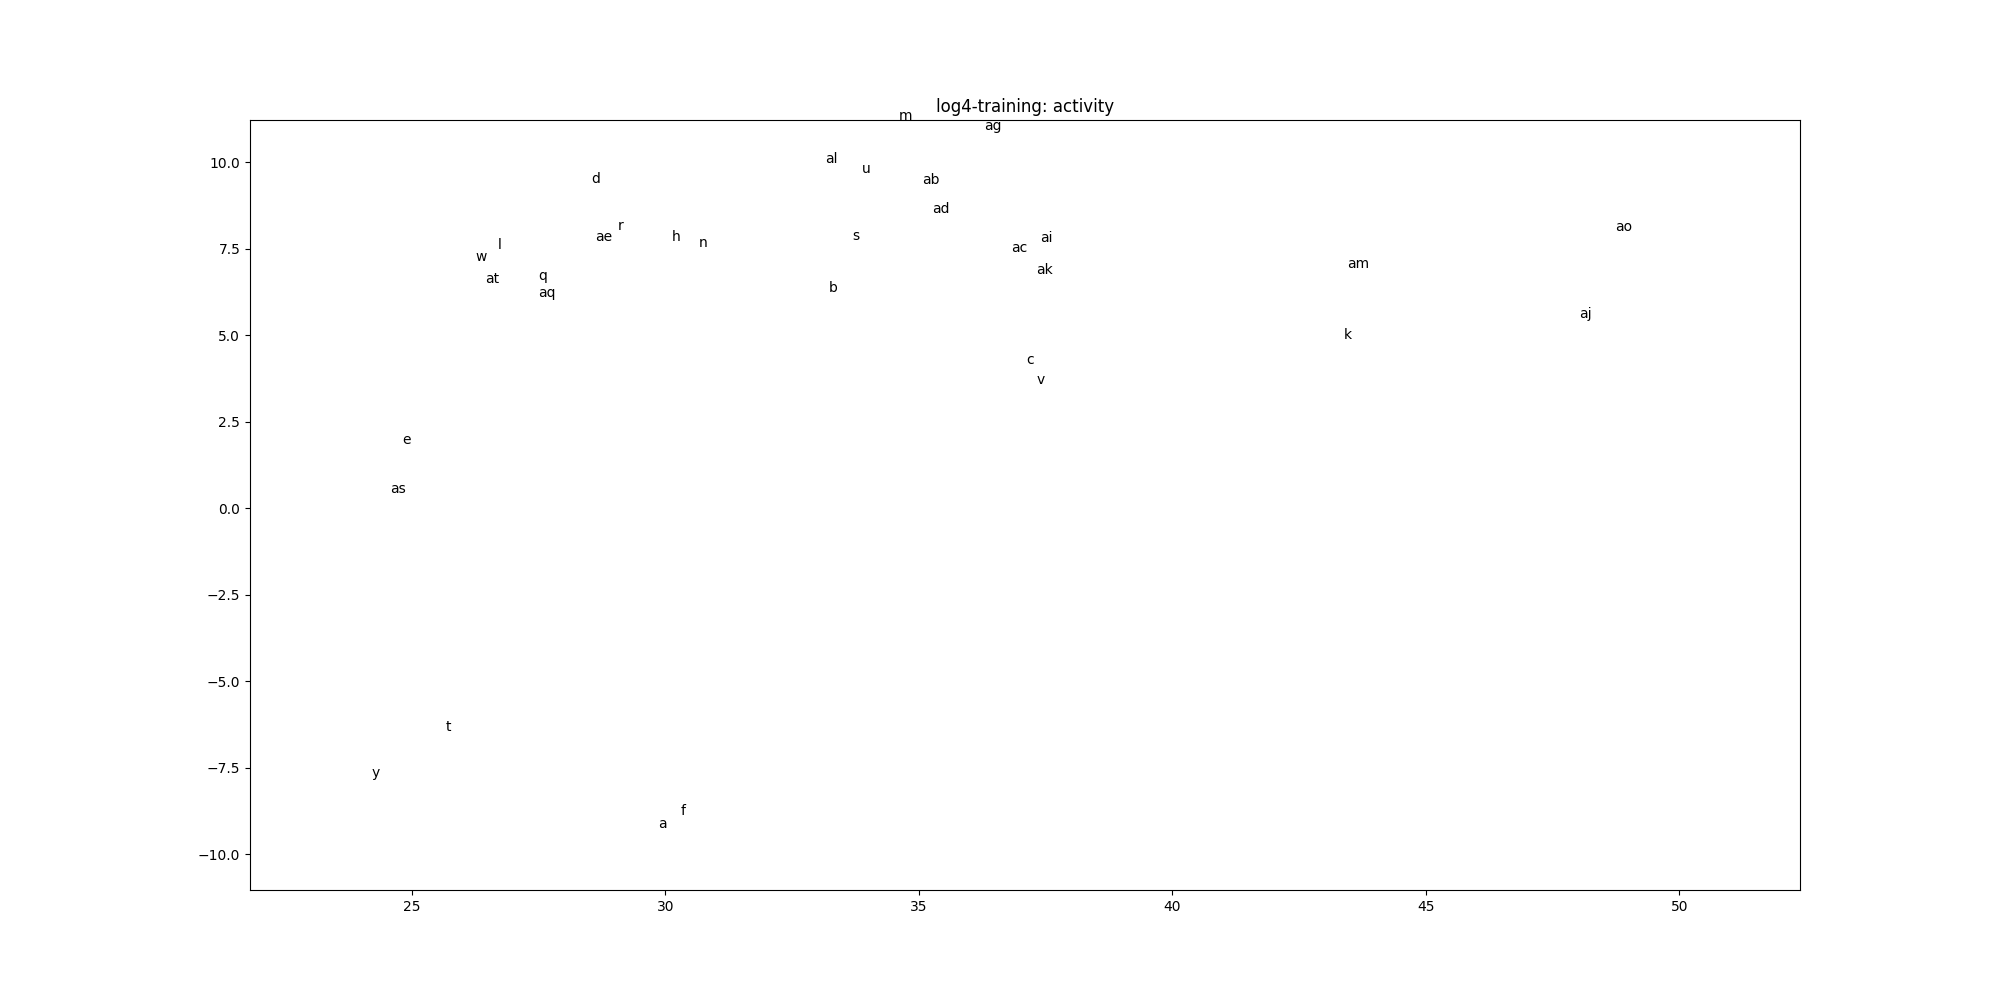 log4-training: activity
m
ag
10.0
al
u
d
ab
ad
r
ao
ae
h
n
s
ai
7.5
l
ac
w
am
ak
at
q
aq
b
aj
5.0
k
c
v
2.5
e
as
0.0
−2.5
−5.0
t
−7.5
y
f
a
−10.0
25 30 35 40 45 50